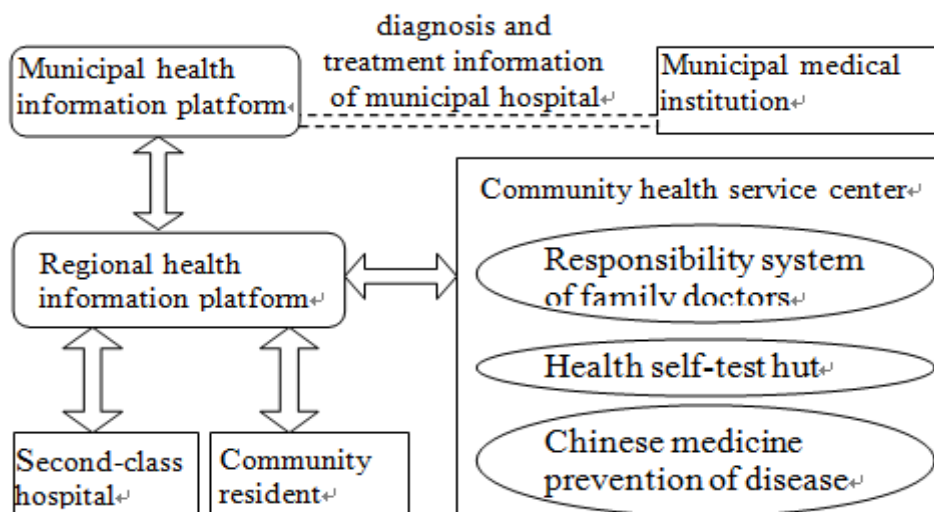 diagnosis and
treatment information
of municipal hospital↵
Municipal health
information platform↵
Municipal medical
institution↵
Community health service center↵
Regional health
information platform↵
Responsibility system
of family doctors↵
Health self-test hut↵
Chinese medicine
prevention of disease↵
Second-class
hospital↵
Community
resident↵